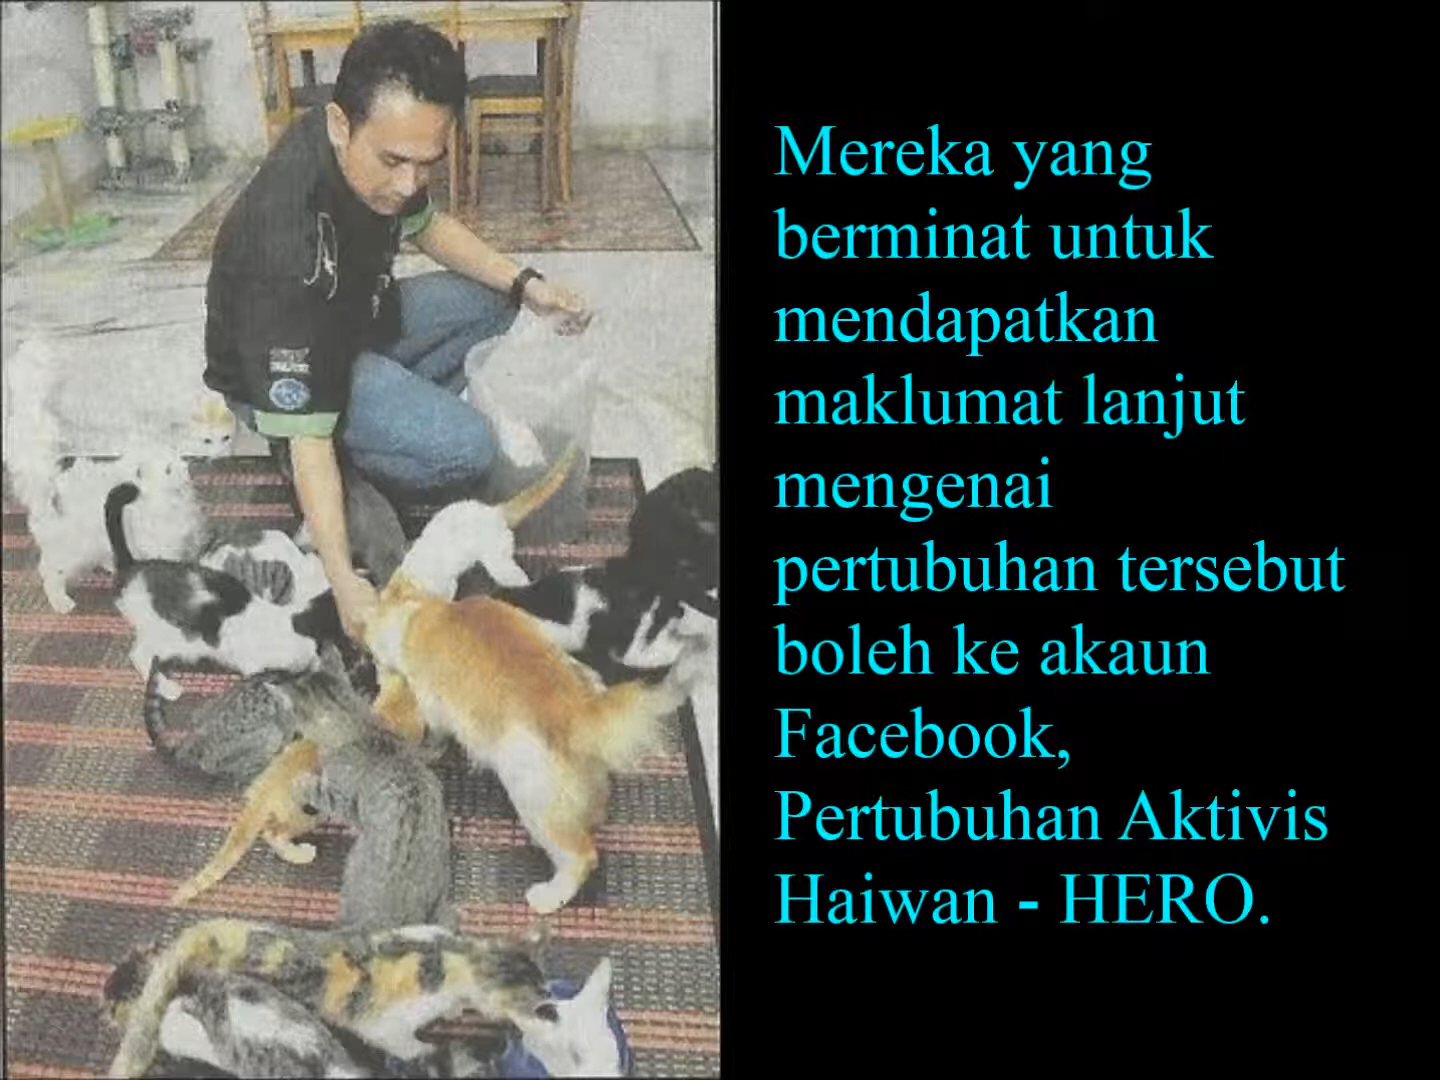 Mereka yang
berminat untuk
mendapatkan
maklumat lanjut
mengenai
pertubuhan tersebut
boleh ke akaun
Facebook,
Pertubuhan Aktivis
Haiwan - HERO.